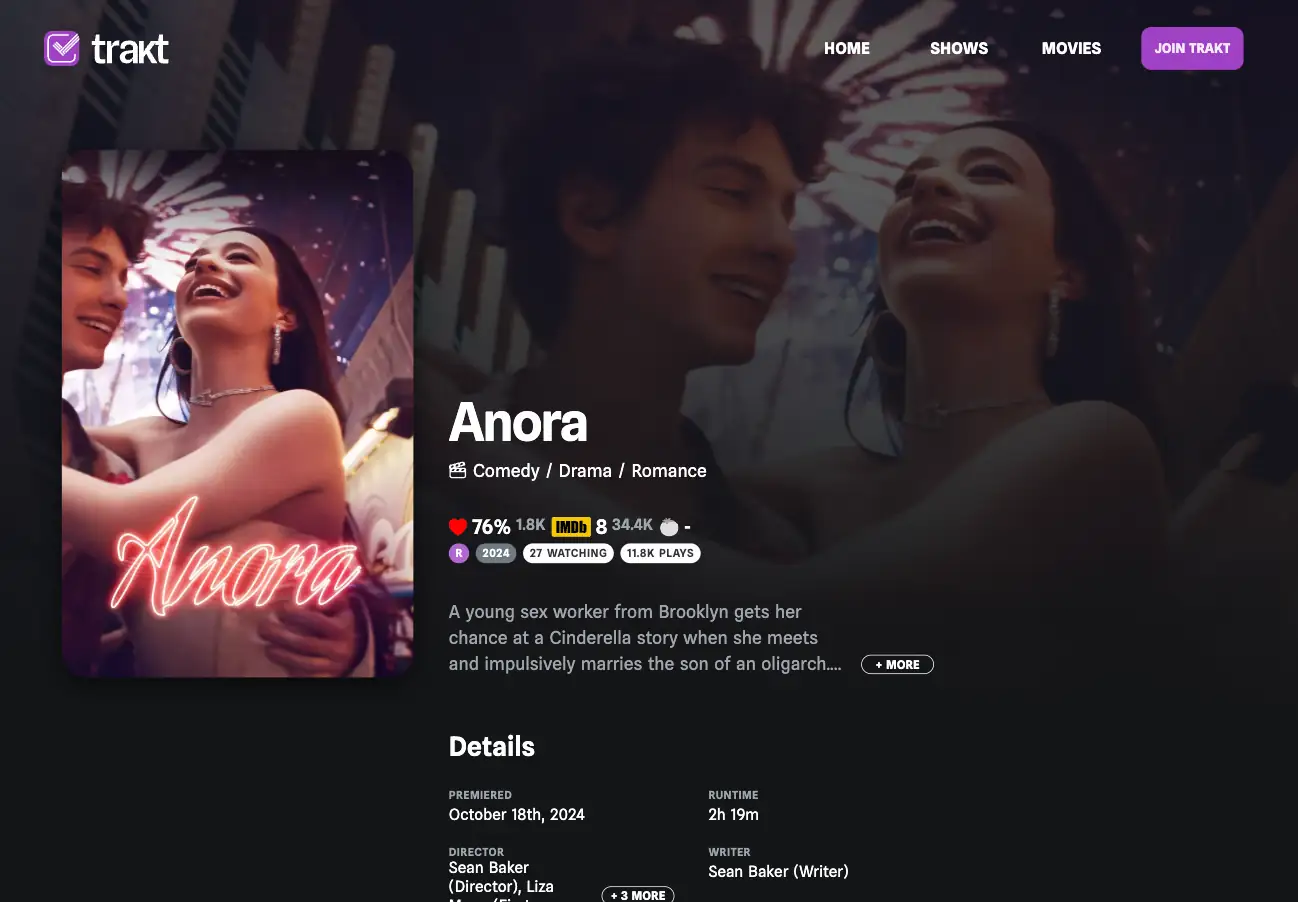 trakt
HOME
SHOWS
MOVIES
JOIN TRAKT
Anora
Anora
Comedy / Drama / Romance
76% 1.8K IMDb 8 34.4K -
R 2024 27 WATCHING 11.8K PLAYS
A young sex worker from Brooklyn gets her
chance at a Cinderella story when she meets
and impulsively marries the son of an oligarch....
+ MORE
Details
PREMIERED
October 18th, 2024
RUNTIME
2h 19m
DIRECTOR
Sean Baker
(Director), Liza
+ 3 MORE
WRITER
Sean Baker (Writer)